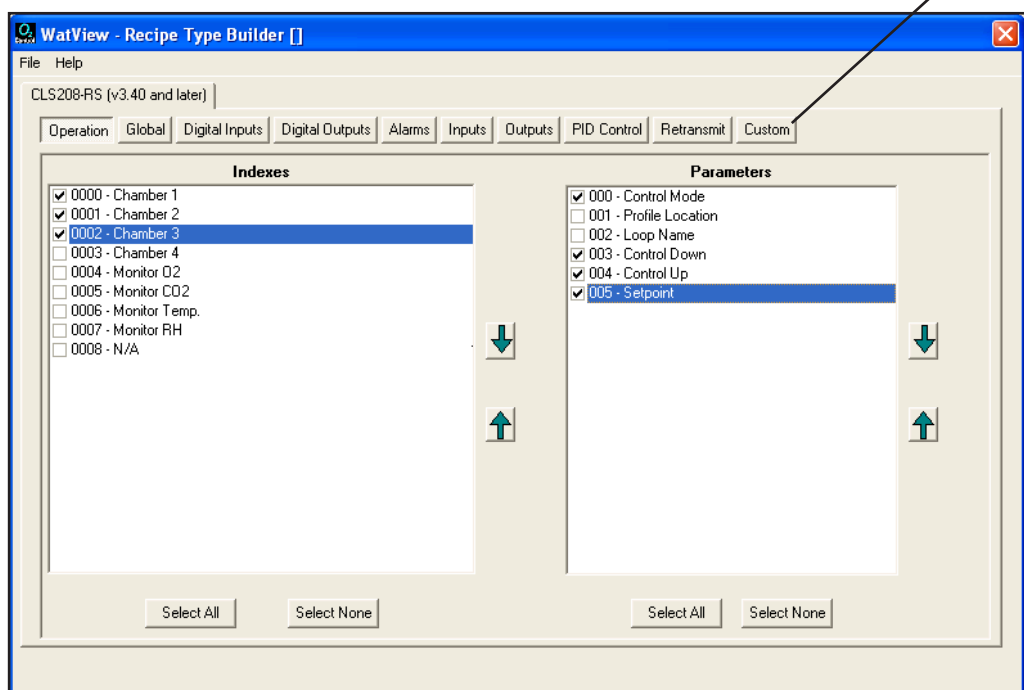 O2
Control
WatView - Recipe Type Builder []
File Help
CLS208-RS (v3.40 and later)
Operation Global Digital Inputs Digital Outputs Alarms Inputs Outputs PID Control Retransmit Custom
Indexes
0000 - Chamber 1
0001 - Chamber 2
0002 - Chamber 3
0003 - Chamber 4
0004 - Monitor O2
0005 - Monitor CO2
0006 - Monitor Temp.
0007 - Monitor RH
0008 - N/A
Select All Select None
Parameters
000 - Control Mode
001 - Profile Location
002 - Loop Name
003 - Control Down
004 - Control Up
005 - Setpoint
Select All Select None